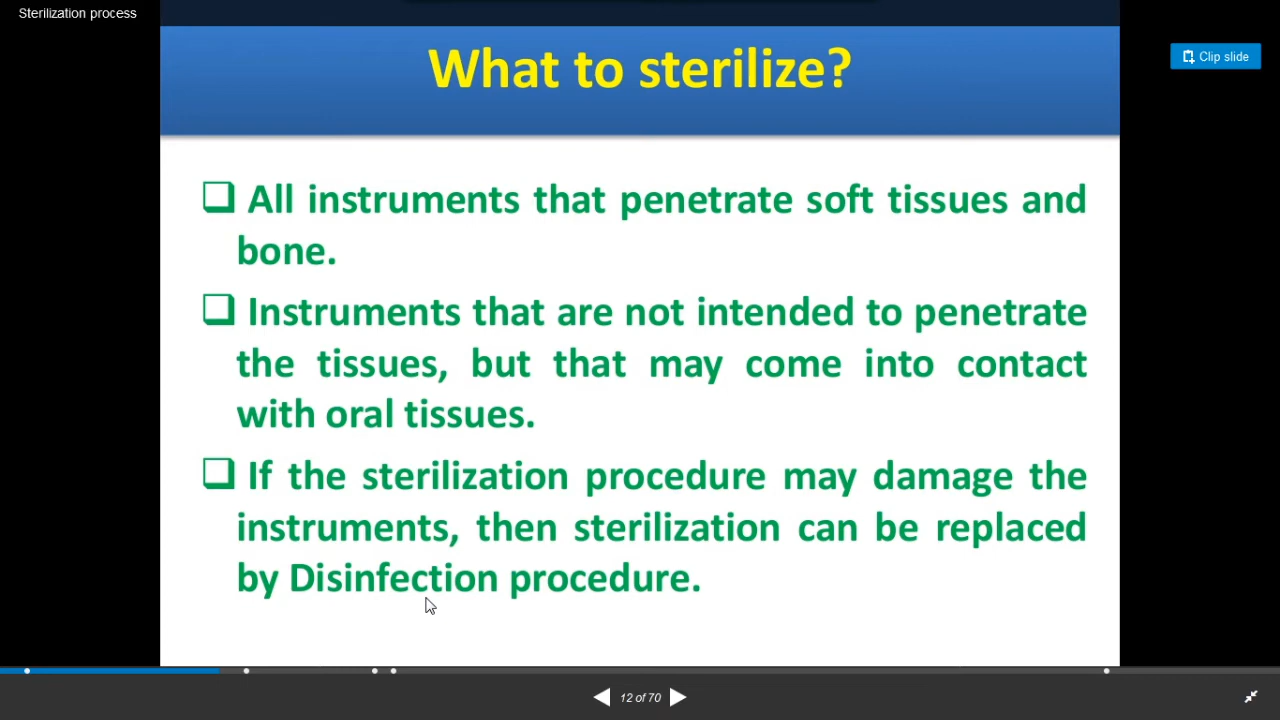 Sterilization process
What to sterilize?
Clip slide
❑ All instruments that penetrate soft tissues and
bone.
❑ Instruments that are not intended to penetrate
the tissues, but that may come into contact
with oral tissues.
❑ If the sterilization procedure may damage the
instruments, then sterilization can be replaced
by Disinfection procedure.
12 of 70